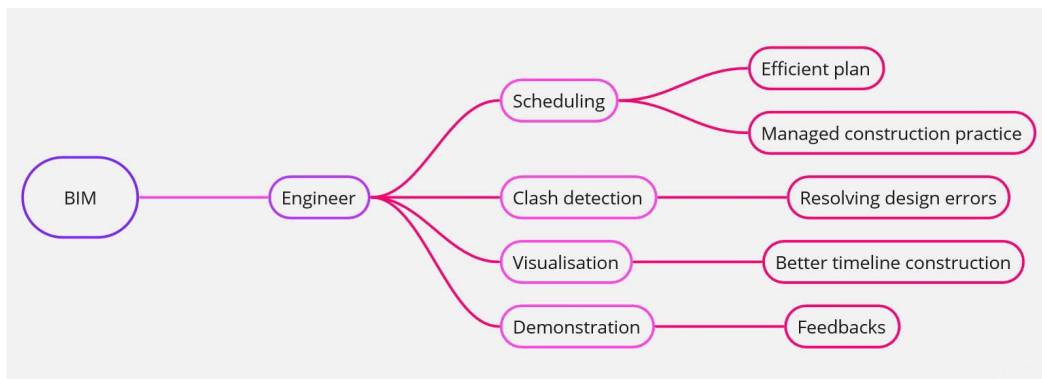 BIM
Engineer
Scheduling
Efficient plan
Managed construction practice
Clash detection
Resolving design errors
Visualisation
Better timeline construction
Demonstration
Feedbacks